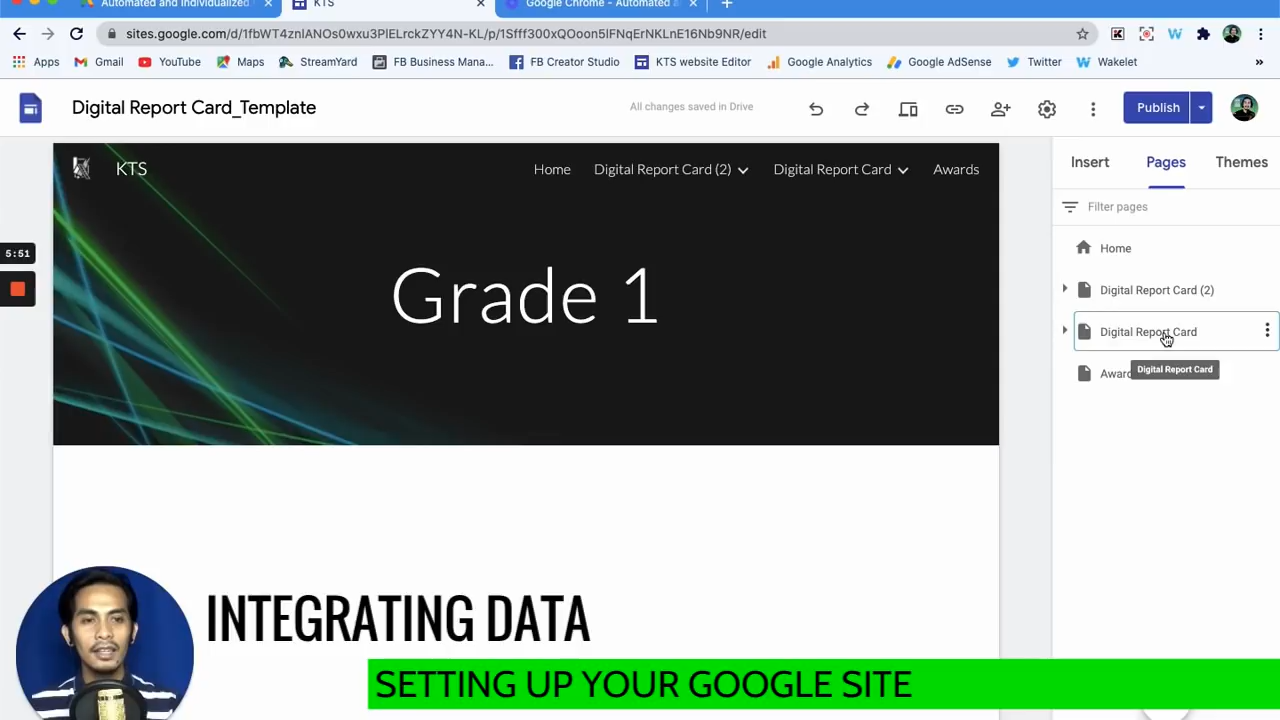 Automated and Individualized
KTS
Google Chrome - Automated a
sites.google.com/d/1fbWT4znlANOs0wxu3PlELrckZYY4N-KL/p/1Sfff300xQOoon5lFNqErNKLnE16Nb9NR/edit
Apps
Gmail
YouTube
Maps
StreamYard
FB Business Mana...
FB Creator Studio
KTS website Editor
Google Analytics
Google AdSense
Twitter
Wakelet
»
Digital Report Card_Template
All changes saved in Drive
Publish
KTS
Home
Digital Report Card (2)
Digital Report Card
Awards
Insert
Pages
Themes
Filter pages
Home
Digital Report Card (2)
Digital Report Card
Digital Report Card
Awar
5:51
Grade 1
INTEGRATING DATA
SETTING UP YOUR GOOGLE SITE